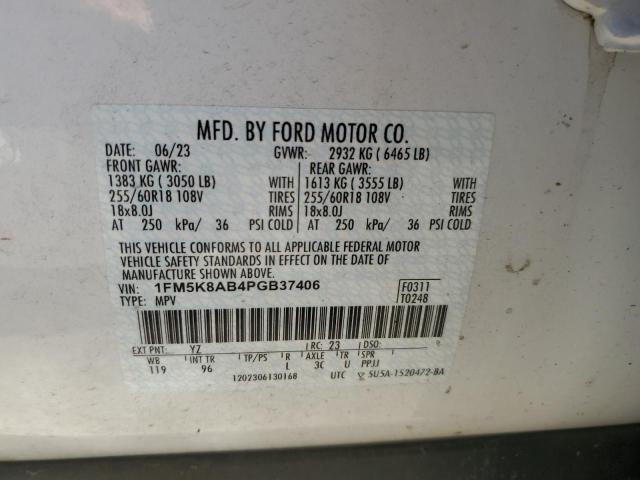 MFD. BY FORD MOTOR CO.
DATE: 06/23 GVWR: 2932 KG ( 6465 LB)
FRONT GAWR: REAR GAWR:
1383 KG ( 3050 LB) WITH 1613 KG ( 3555 LB) WITH
255/60R18 108V TIRES 255/60R18 108V TIRES
18x8.0J RIMS 18x8.0J RIMS
AT 250 kPa/ 36 PSI COLD AT 250 kPa/ 36 PSI COLD
THIS VEHICLE CONFORMS TO ALL APPLICABLE FEDERAL MOTOR
VEHICLE SAFETY STANDARDS IN EFFECT ON THE DATE OF
MANUFACTURE SHOWN ABOVE.
VIN: 1FM5K8AB4PGB37406 F0311
TYPE: MPV T0248
EXT PNT: YZ RC: 23 DSO:
WB INT TR TP/PS R AXLE TR SPR
119 96 L 3C U PPJJ
1202306130168 UTC 5U5A-1520472-BA